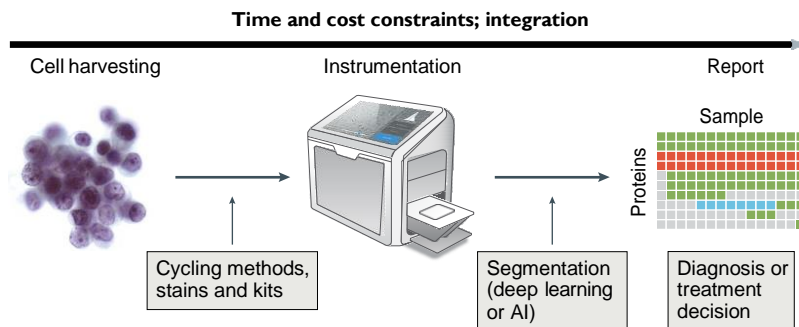 Time and cost constraints; integration
Cell harvesting
Instrumentation
Report
Sample
Proteins
Cycling methods,
stains and kits
Segmentation
(deep learning
or AI)
Diagnosis or
treatment
decision